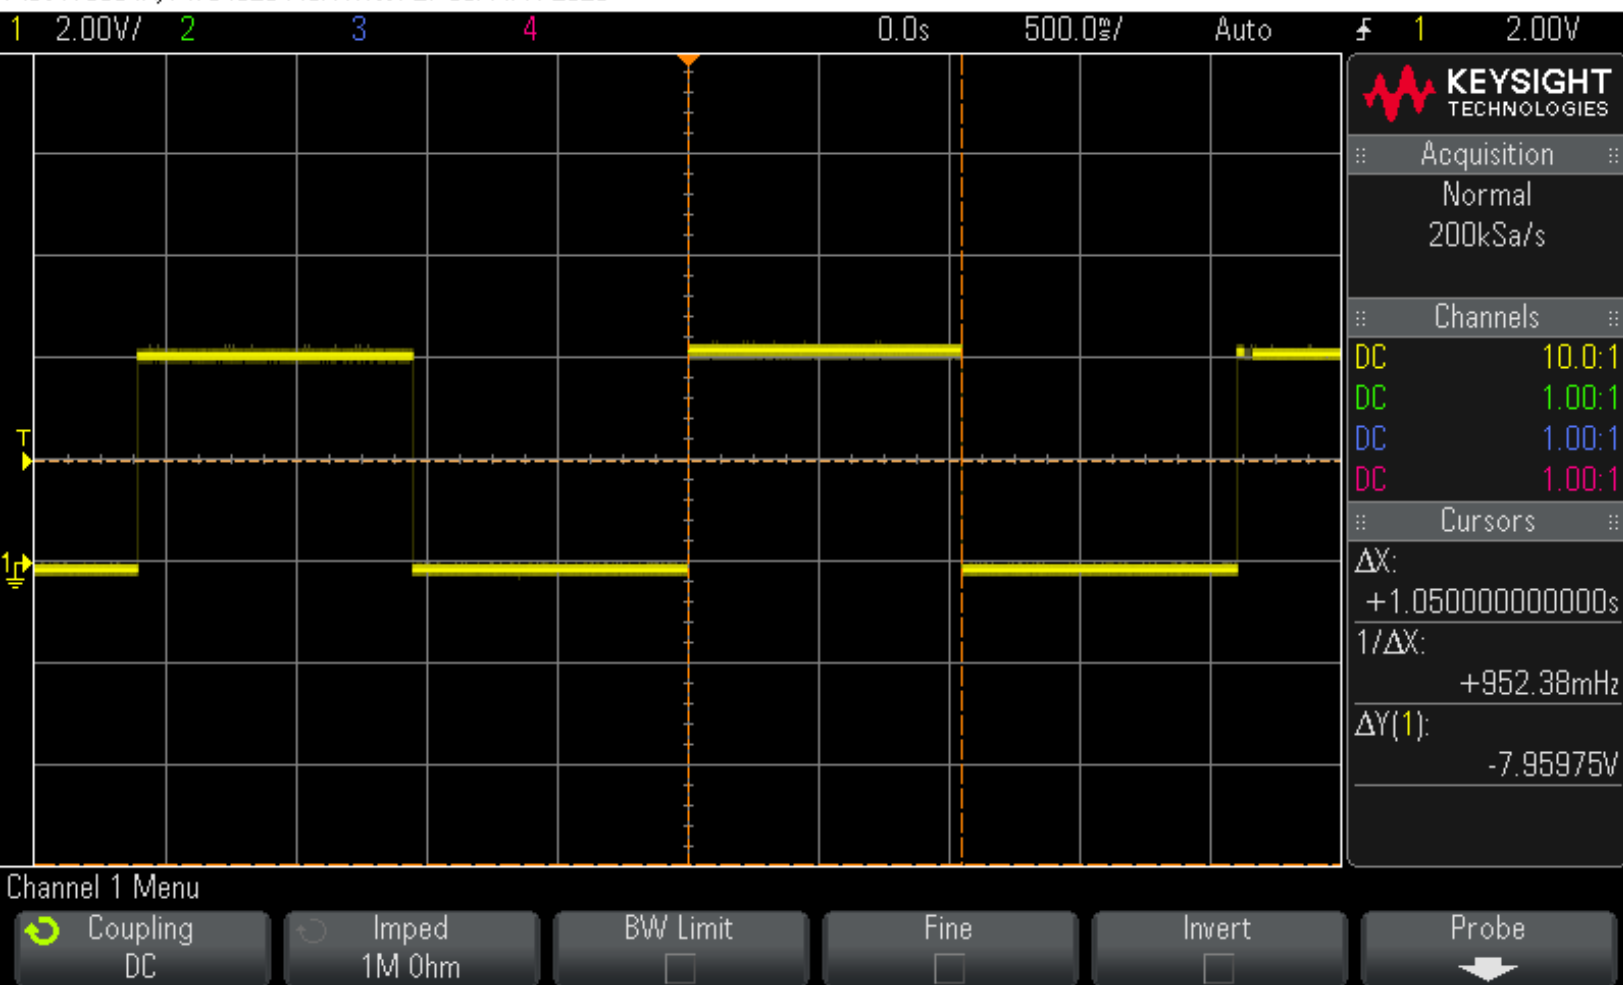 1 2.00V/ 2 3 4 0.0s 500.0ms/ Auto 1 2.00V
KEYSIGHT
TECHNOLOGIES
Acquisition
Normal
200kSa/s
Channels
DC 10.0:1
DC 1.00:1
DC 1.00:1
DC 1.00:1
Cursors
ΔX:
+1.050000000000s
1/ΔX:
+952.38mHz
ΔY(1):
-7.95975V
T
1
Channel 1 Menu
Coupling Imped BW Limit Fine Invert Probe
DC 1M Ohm